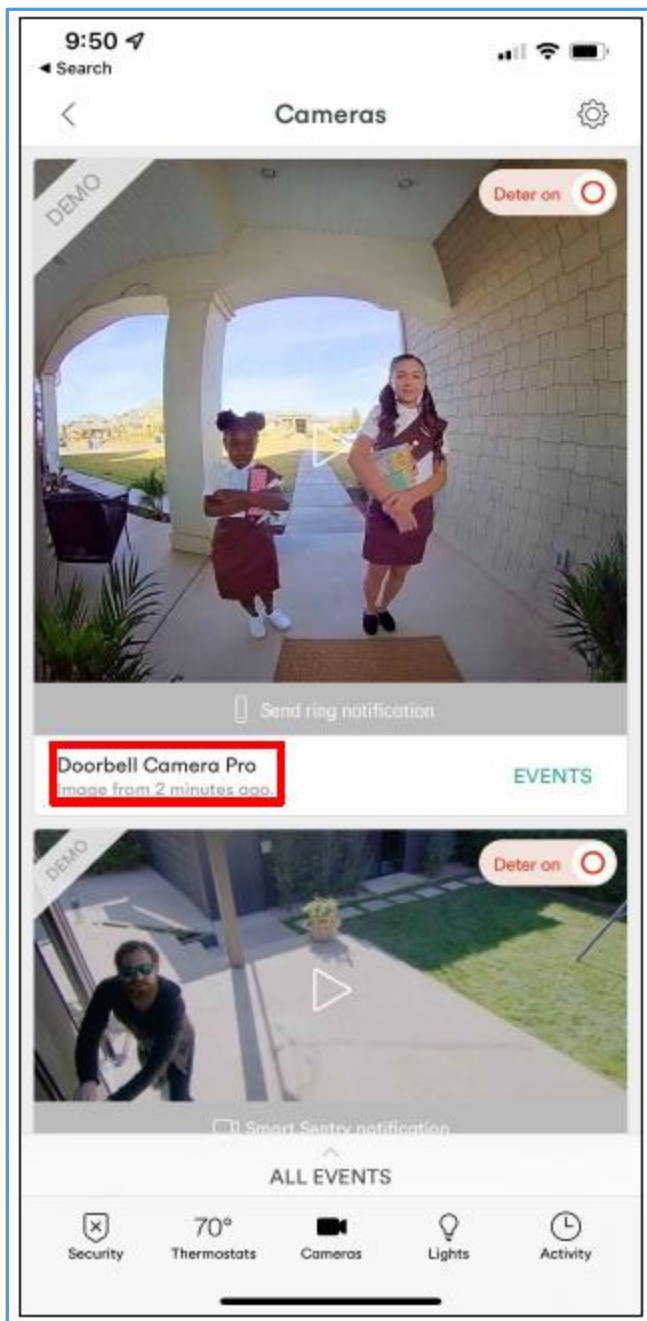 9:50
Search
Cameras
DEMO
Deter on
Send ring notification
Doorbell Camera Pro
Image from 2 minutes ago.
EVENTS
DEMO
Deter on
Smart Sentry notification
ALL EVENTS
70°
Security Thermostats Cameras Lights Activity